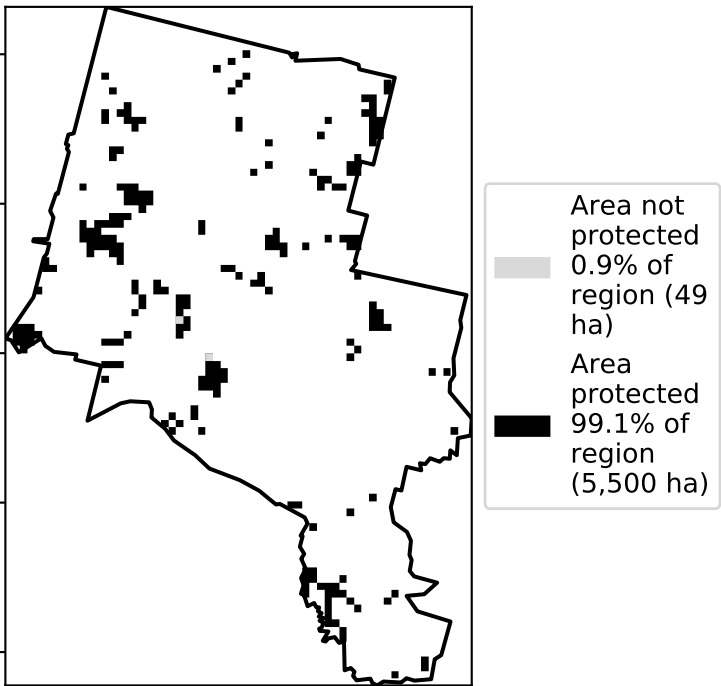 Area not
protected
0.9% of
region (49
ha)
Area
protected
99.1% of
region
(5,500 ha)